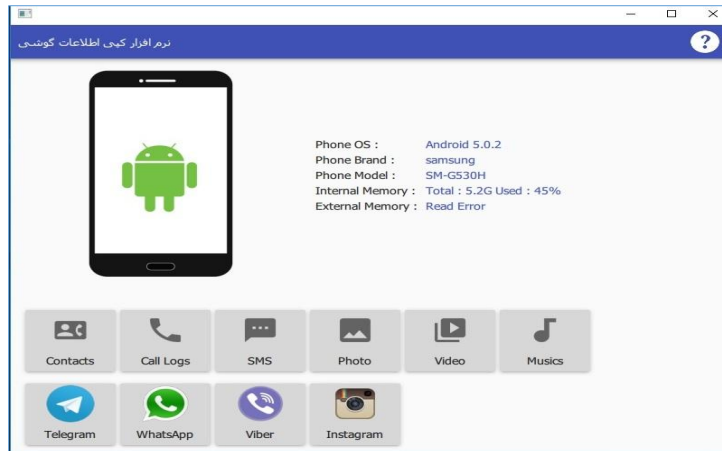 نرم افزار کپی اطلاعات گوشی
?
Phone OS : Android 5.0.2
Phone Brand : samsung
Phone Model : SM-G530H
Internal Memory : Total : 5.2G Used : 45%
External Memory : Read Error
Contacts Call Logs SMS Photo Video Musics
Telegram WhatsApp Viber Instagram